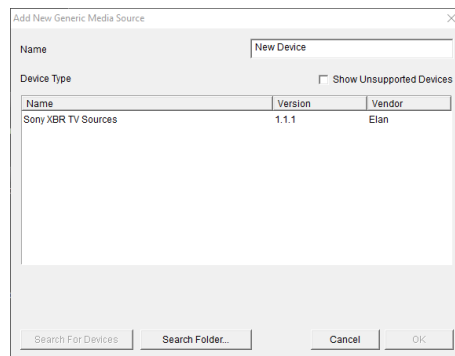 Add New Generic Media Source
Name New Device
Device Type Show Unsupported Devices
Name Version Vendor
Sony XBR TV Sources 1.1.1 Elan
Search For Devices Search Folder... Cancel OK